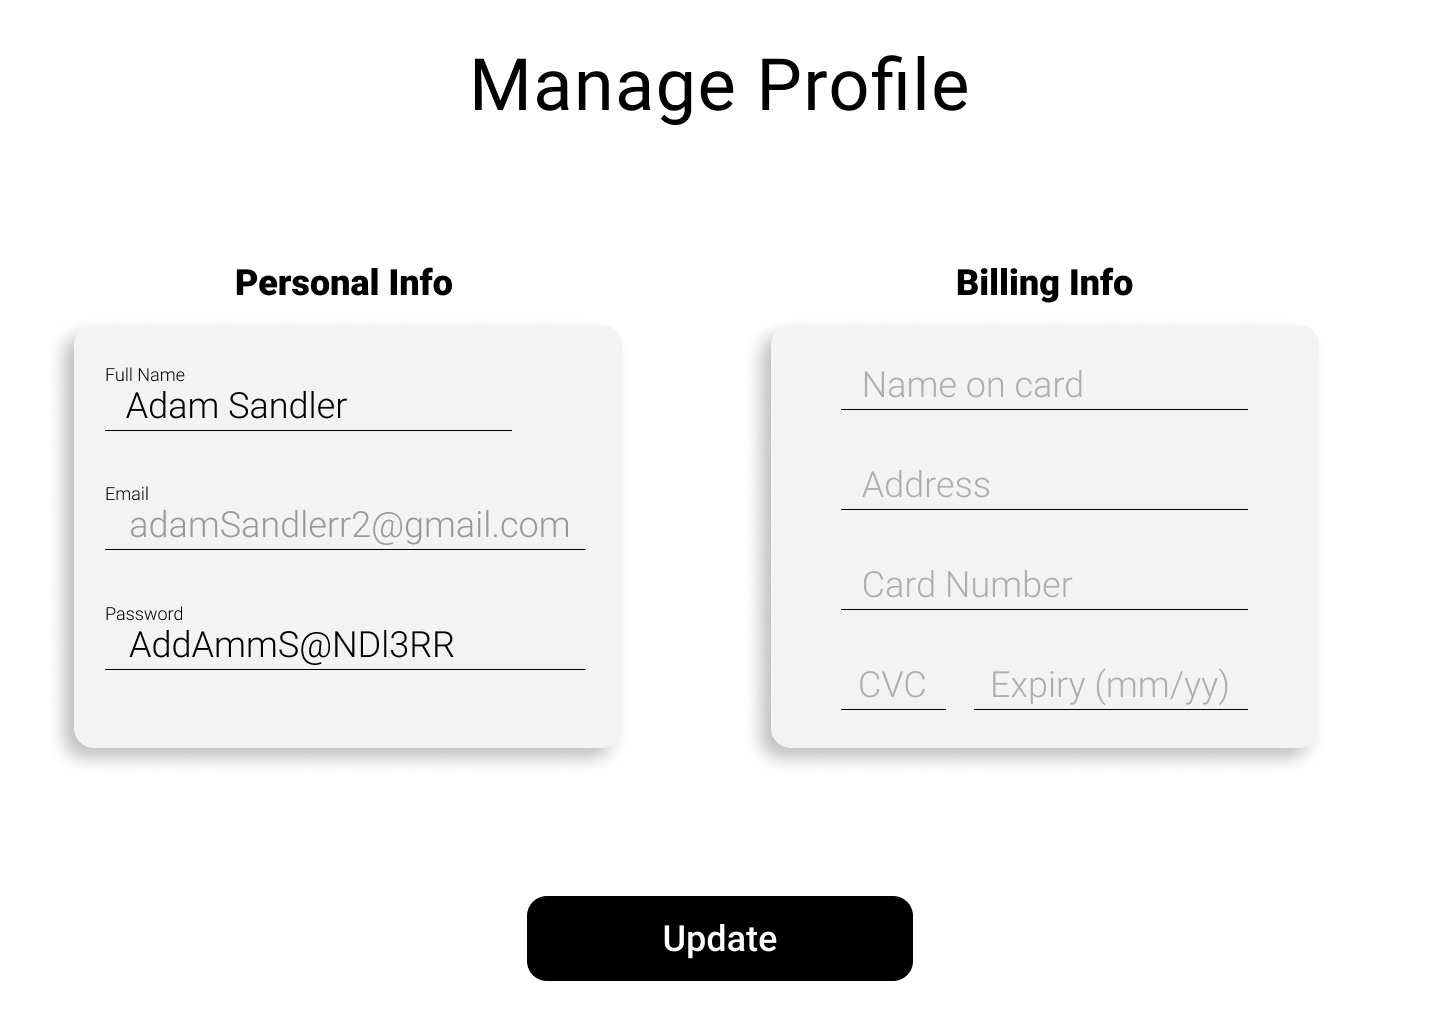 Manage Profile
Personal Info
Full Name
Adam Sandler
Email
adamSandlerr2@gmail.com
Password
AddAmmS@NDl3RR
Billing Info
Name on card
Address
Card Number
CVC
Expiry (mm/yy)
Update